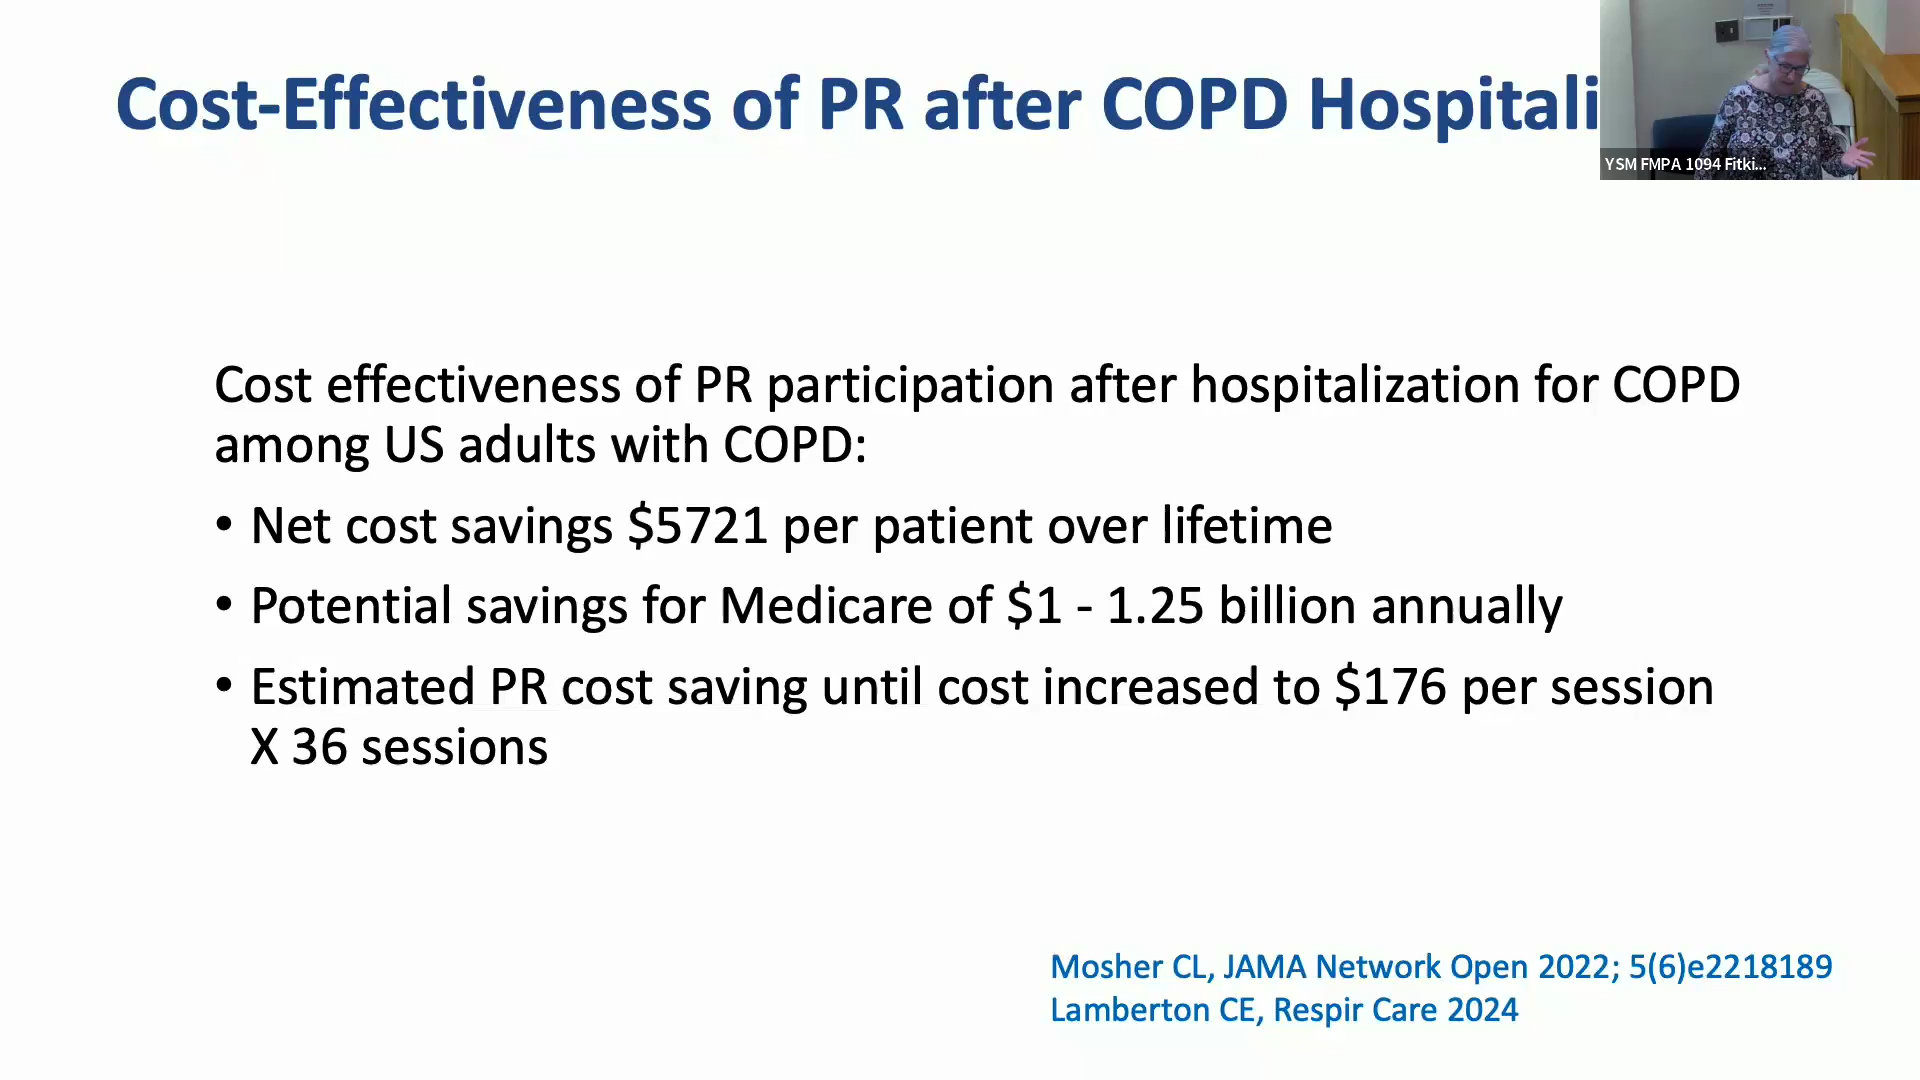 Cost-Effectiveness of PR after COPD Hospitali
YSM FMPA 1094 Fitki...
Cost effectiveness of PR participation after hospitalization for COPD
among US adults with COPD:
• Net cost savings $5721 per patient over lifetime
• Potential savings for Medicare of $1 - 1.25 billion annually
• Estimated PR cost saving until cost increased to $176 per session
X 36 sessions
Mosher CL, JAMA Network Open 2022; 5(6)e2218189
Lamberton CE, Respir Care 2024